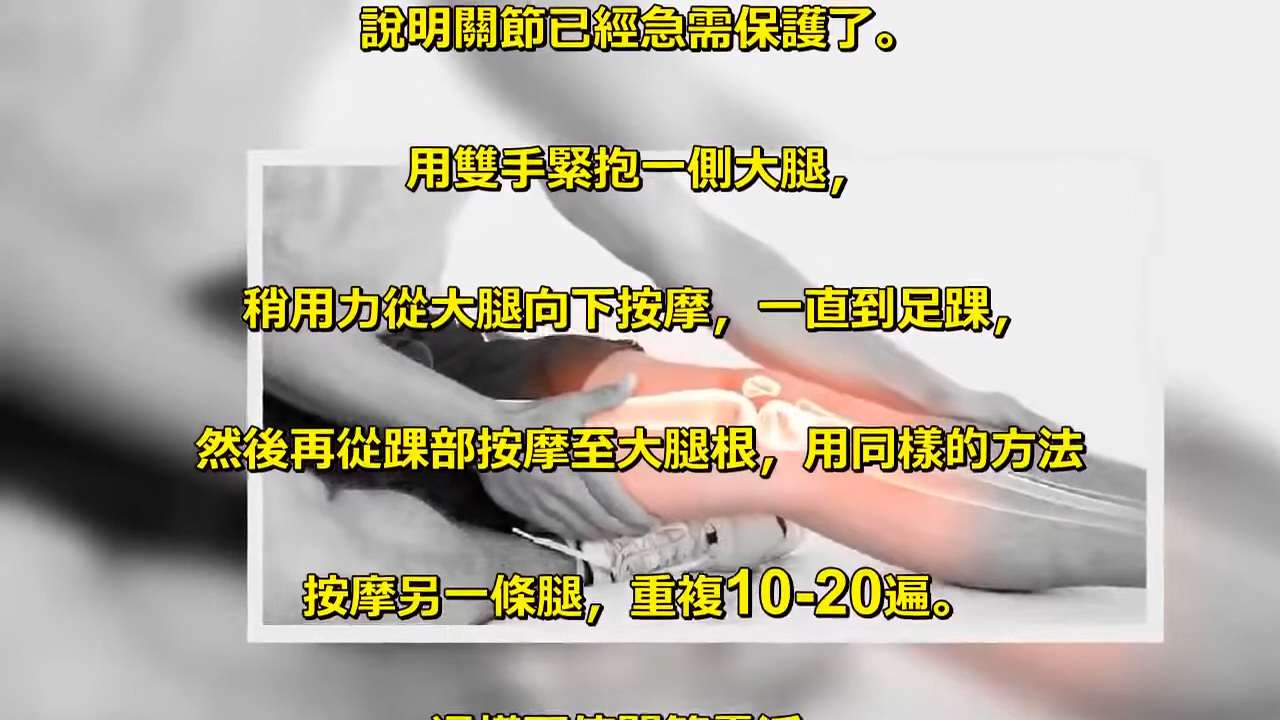 說明關節已經急需保護了。
用雙手緊抱一側大腿，
稍用力從大腿向下按摩，一直到足踝，
然後再從踝部按摩至大腿根，用同樣的方法
按摩另一條腿，重複10-20遍。